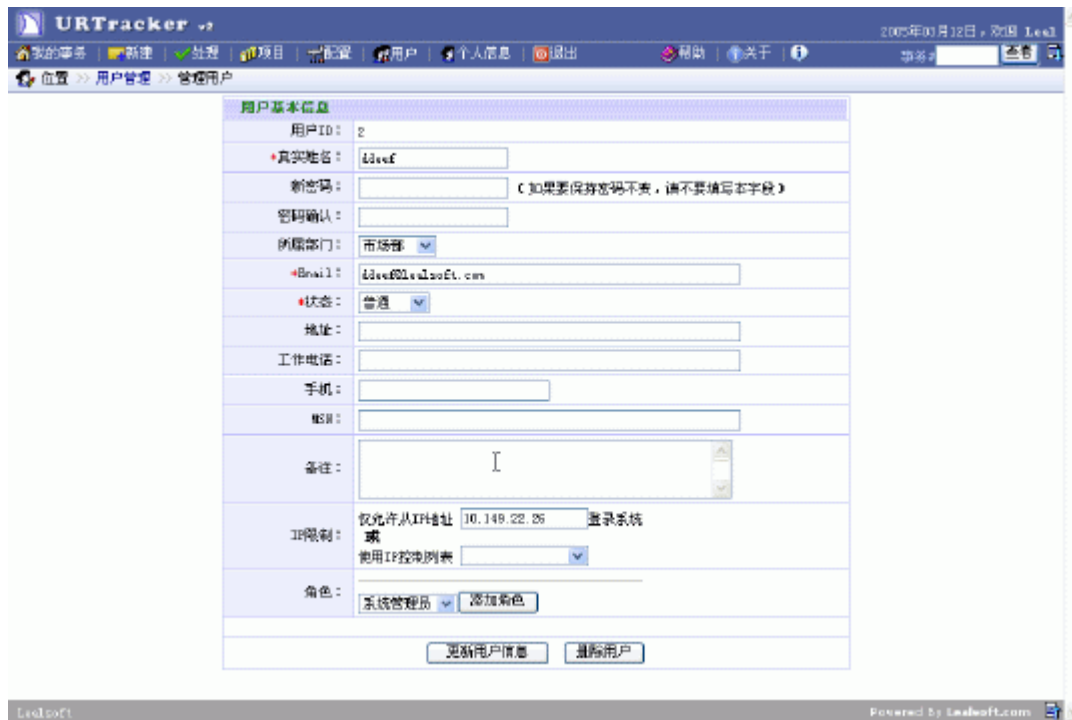 URTracker v2
2005年01月12日，欢迎 Leal
我的事务 | 新建 | 处理 | 项目 | 配置 | 用户 | 个人信息 | 退出 帮助 | 关于 |
事务# 查看
位置 >> 用户管理 >> 管理用户
用户基本信息
用户ID： 2
*真实姓名：
新密码： （如果要保持密码不变，请不要填写本字段）
密码确认：
所属部门： 市场部
*Email：
*状态： 普通
地址：
工作电话：
手机：
MSN：
备注：
IP限制： 仅允许从IP地址 10.149.22.26 登录系统
或
使用IP控制列表
角色：
系统管理员 添加角色
更新用户信息 删除用户
Lealsoft Powered by Lealsoft.com